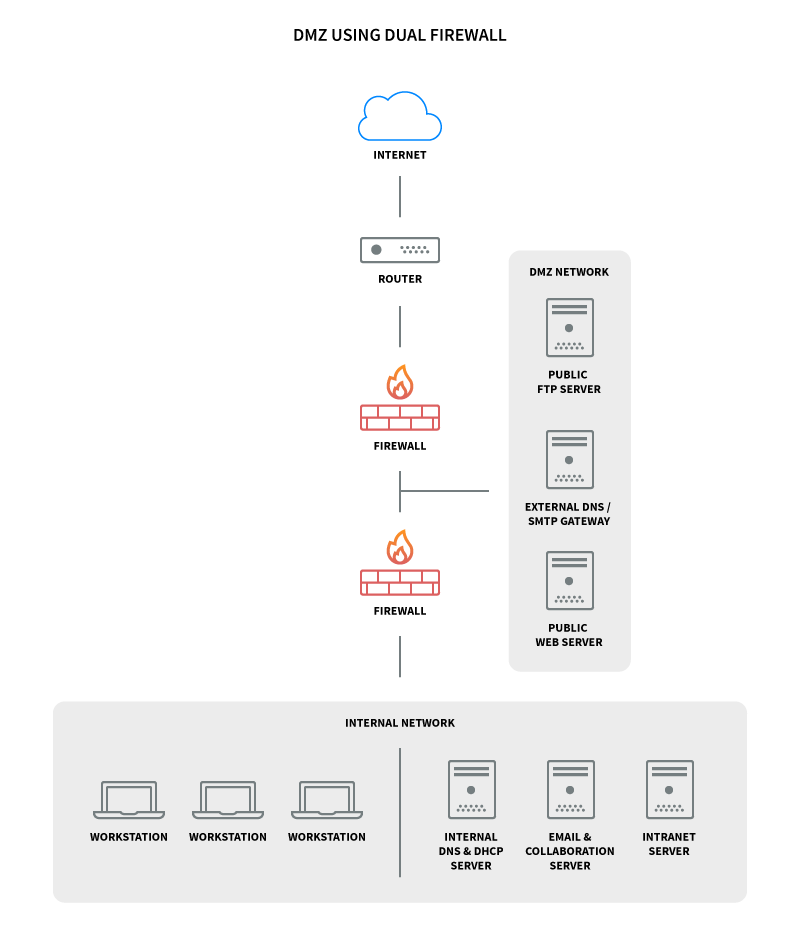 DMZ USING DUAL FIREWALL
INTERNET
ROUTER
DMZ NETWORK
PUBLIC
FTP SERVER
FIREWALL
EXTERNAL DNS /
SMTP GATEWAY
FIREWALL
PUBLIC
WEB SERVER
INTERNAL NETWORK
WORKSTATION
WORKSTATION
WORKSTATION
INTERNAL
DNS & DHCP
SERVER
EMAIL &
COLLABORATION
SERVER
INTRANET
SERVER